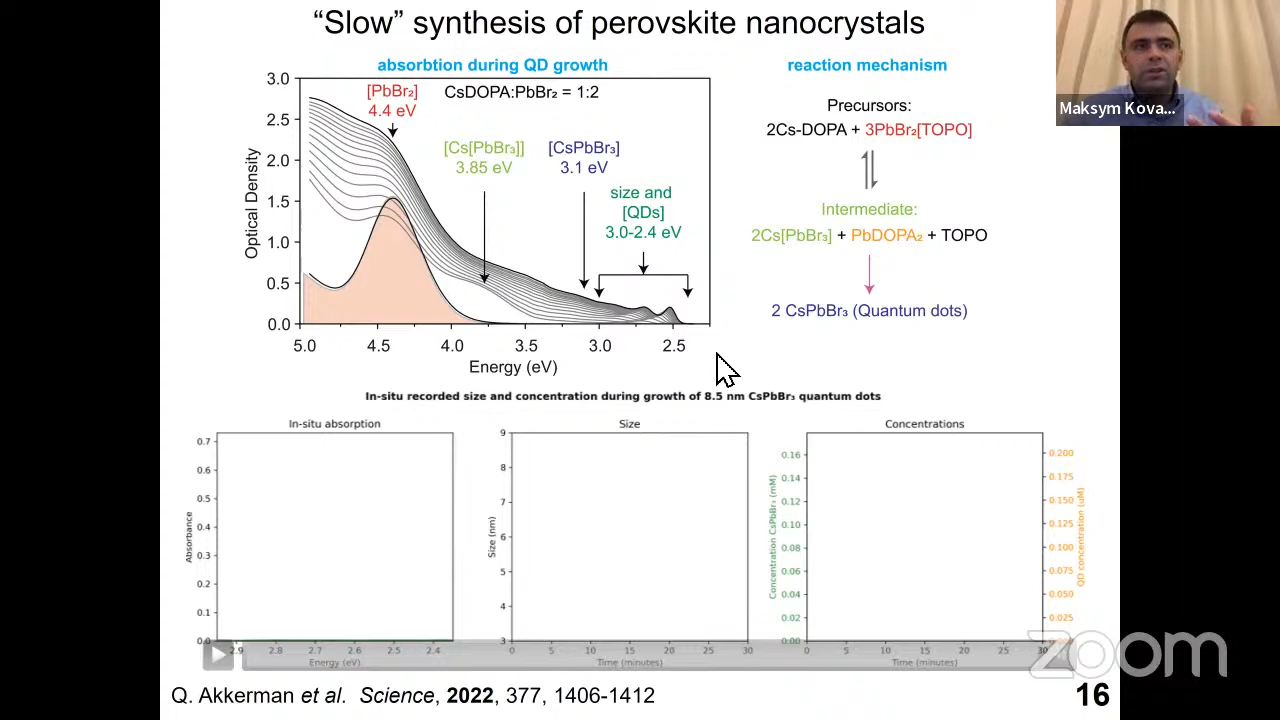 “Slow” synthesis of perovskite nanocrystals
absorbtion during QD growth
reaction mechanism
Maksym Kova...
3.0
2.5
2.0
1.5
1.0
0.5
0.0
Optical Density
[PbBr₂]
4.4 eV
CsDOPA:PbBr₂ = 1:2
[Cs[PbBr₃]]
3.85 eV
[CsPbBr₃]
3.1 eV
size and
[QDs]
3.0-2.4 eV
5.0 4.5 4.0 3.5 3.0 2.5
Energy (eV)
Precursors:
2Cs-DOPA + 3PbBr₂[TOPO]
Intermediate:
2Cs[PbBr₃] + PbDOPA₂ + TOPO
2 CsPbBr₃ (Quantum dots)
In-situ recorded size and concentration during growth of 8.5 nm CsPbBr₃ quantum dots
In-situ absorption
0.7
0.6
0.5
0.4
0.3
0.2
0.1
0.0
Absorbance
2.9 2.8 2.7 2.6 2.5 2.4
Energy (eV)
Size
9
8
7
6
5
4
3
Size (nm)
0 5 10 15 20 25 30
Time (minutes)
Concentrations
0.16
0.14
0.12
0.10
0.08
0.06
0.04
0.02
0.00
Concentration CsPbBr₃ (mM)
0 5 10 15 20 25 30
Time (minutes)
0.200
0.175
0.150
0.125
0.100
0.075
0.050
0.025
QD concentration (uM)
zoom
Q. Akkerman et al. Science, 2022, 377, 1406-1412
16